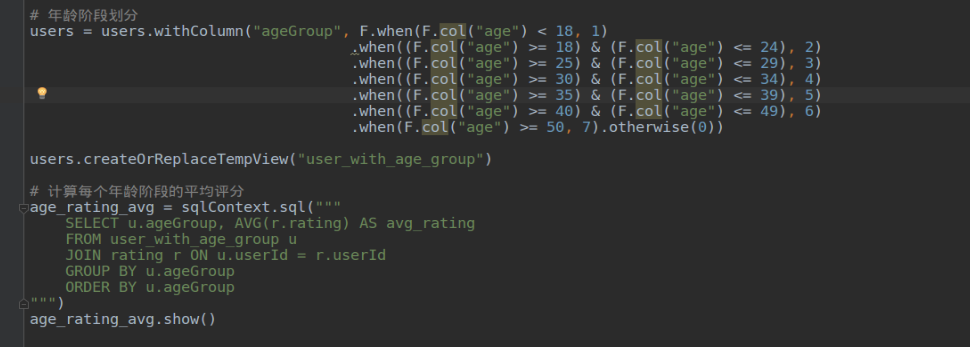 # 年龄阶段划分
users = users.withColumn("ageGroup", F.when(F.col("age") < 18, 1)
.when((F.col("age") >= 18) & (F.col("age") <= 24), 2)
.when((F.col("age") >= 25) & (F.col("age") <= 29), 3)
.when((F.col("age") >= 30) & (F.col("age") <= 34), 4)
.when((F.col("age") >= 35) & (F.col("age") <= 39), 5)
.when((F.col("age") >= 40) & (F.col("age") <= 49), 6)
.when(F.col("age") >= 50, 7).otherwise(0))
users.createOrReplaceTempView("user_with_age_group")
# 计算每个年龄阶段的平均评分
age_rating_avg = sqlContext.sql("""
SELECT u.ageGroup, AVG(r.rating) AS avg_rating
FROM user_with_age_group u
JOIN rating r ON u.userId = r.userId
GROUP BY u.ageGroup
ORDER BY u.ageGroup
""")
age_rating_avg.show()